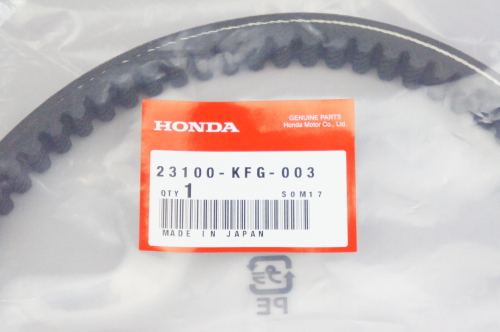 GENUINE PARTS
HONDA
Honda Motor Co., Ltd.
23100-KFG-003
QTY 1 S0M17
MADE IN JAPAN
PE